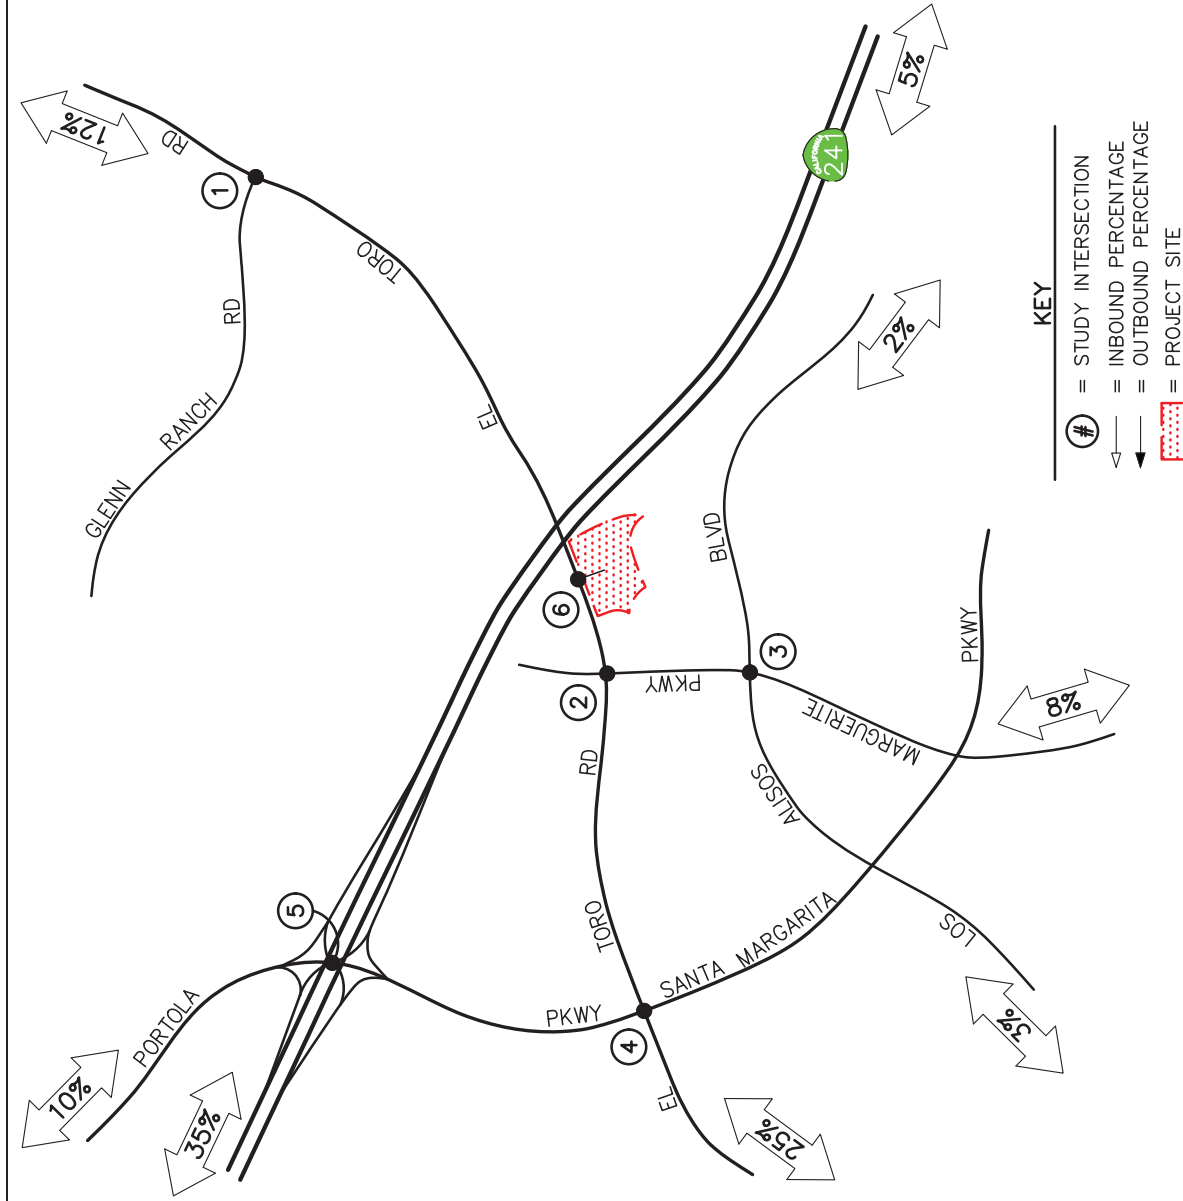 12%
RD
1
TORO
RD
RANCH
GLENN
EL
5%
CALIFORNIA
241
2%
BLVD
6
2
PKWY
3
MARGUERITE
PKWY
8%
RD
ALISOS
TORO
5
PORTOLA
PKWY
SANTA MARGARITA
LOS
4
EL
10%
35%
25%
3%
KEY
# = STUDY INTERSECTION
= INBOUND PERCENTAGE
= OUTBOUND PERCENTAGE
= PROJECT SITE